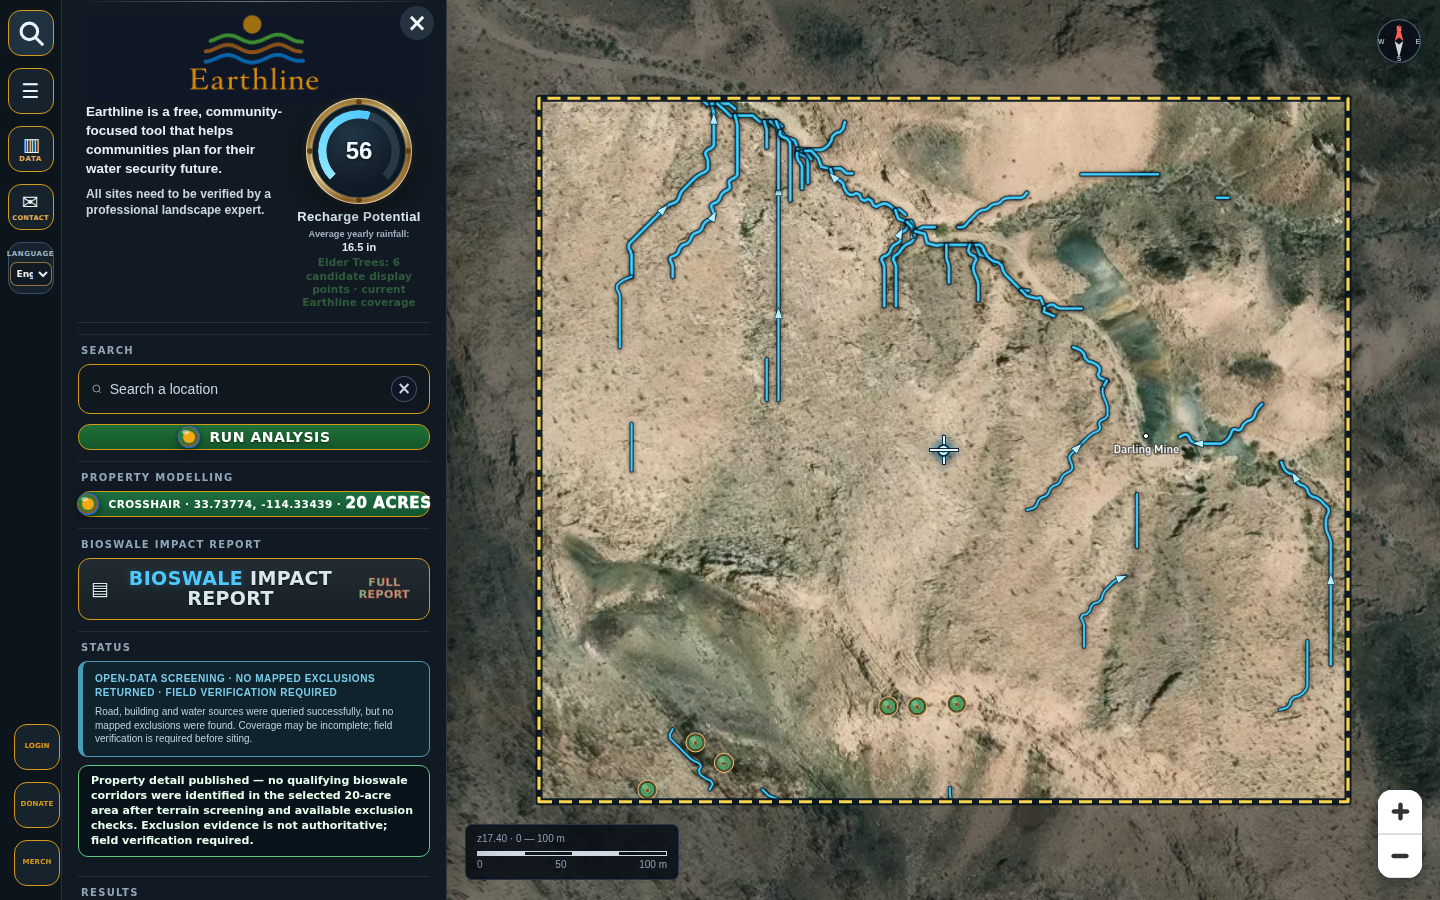 Earthline
Earthline is a free, community-
focused tool that helps
communities plan for their
water security future.
All sites need to be verified by a
professional landscape expert.
56
Recharge Potential
Average yearly rainfall:
16.5 in
Elder Trees: 6
candidate display
points · current
Earthline coverage
DATA
CONTACT
LANGUAGE
Eng
SEARCH
Search a location
RUN ANALYSIS
PROPERTY MODELLING
CROSSHAIR · 33.73774, -114.33439 · 20 ACRES
BIOSWALE IMPACT REPORT
BIOSWALE IMPACT
REPORT
FULL
REPORT
STATUS
OPEN-DATA SCREENING · NO MAPPED EXCLUSIONS
RETURNED · FIELD VERIFICATION REQUIRED
Road, building and water sources were queried successfully, but no
mapped exclusions were found. Coverage may be incomplete; field
verification is required before siting.
Property detail published — no qualifying bioswale
corridors were identified in the selected 20-acre
area after terrain screening and available exclusion
checks. Exclusion evidence is not authoritative;
field verification required.
RESULTS
LOGIN
DONATE
MERCH
Darling Mine
z17.40 · 0 — 100 m
0 50 100 m
W E
S